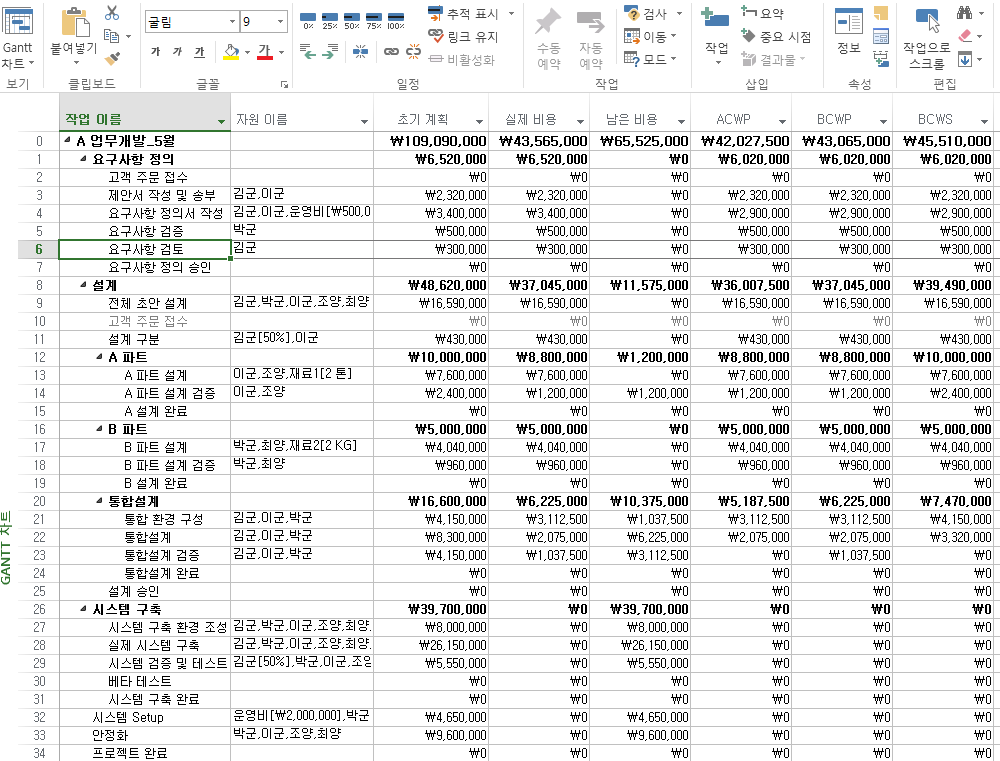 Gantt 차트
보기
붙여넣기
클립보드
굴림 9
가 가 가 가
글꼴
0% 25% 50% 75% 100%
추적 표시
링크 유지
비활성화
일정
수동 예약
자동 예약
검사
이동
모드
작업
작업
요약
중요 시점
결과물
삽입
정보
속성
작업으로 스크롤
편집
작업 이름 자원 이름 초기 계획 실제 비용 남은 비용 ACWP BCWP BCWS
0 A 업무개발_5월 ₩109,090,000 ₩43,565,000 ₩65,525,000 ₩42,027,500 ₩43,065,000 ₩45,510,000
1 요구사항 정의 ₩6,520,000 ₩6,520,000 ₩0 ₩6,020,000 ₩6,020,000 ₩6,020,000
2 고객 주문 접수 ₩0 ₩0 ₩0 ₩0 ₩0 ₩0
3 제안서 작성 및 송부 김군,이군 ₩2,320,000 ₩2,320,000 ₩0 ₩2,320,000 ₩2,320,000 ₩2,320,000
4 요구사항 정의서 작성 김군,이군,운영비[₩500,0 ₩3,400,000 ₩3,400,000 ₩0 ₩2,900,000 ₩2,900,000 ₩2,900,000
5 요구사항 검증 박군 ₩500,000 ₩500,000 ₩0 ₩500,000 ₩500,000 ₩500,000
6 요구사항 검토 김군 ₩300,000 ₩300,000 ₩0 ₩300,000 ₩300,000 ₩300,000
7 요구사항 정의 승인 ₩0 ₩0 ₩0 ₩0 ₩0 ₩0
8 설계 ₩48,620,000 ₩37,045,000 ₩11,575,000 ₩36,007,500 ₩37,045,000 ₩39,490,000
9 전체 초안 설계 김군,박군,이군,조양,최양 ₩16,590,000 ₩16,590,000 ₩0 ₩16,590,000 ₩16,590,000 ₩16,590,000
10 고객 주문 접수 ₩0 ₩0 ₩0 ₩0 ₩0 ₩0
11 설계 구분 김군[50%],이군 ₩430,000 ₩430,000 ₩0 ₩430,000 ₩430,000 ₩430,000
12 A 파트 ₩10,000,000 ₩8,800,000 ₩1,200,000 ₩8,800,000 ₩8,800,000 ₩10,000,000
13 A 파트 설계 이군,조양,재료1[2 톤] ₩7,600,000 ₩7,600,000 ₩0 ₩7,600,000 ₩7,600,000 ₩7,600,000
14 A 파트 설계 검증 이군,조양 ₩2,400,000 ₩1,200,000 ₩1,200,000 ₩1,200,000 ₩1,200,000 ₩2,400,000
15 A 설계 완료 ₩0 ₩0 ₩0 ₩0 ₩0 ₩0
16 B 파트 ₩5,000,000 ₩5,000,000 ₩0 ₩5,000,000 ₩5,000,000 ₩5,000,000
17 B 파트 설계 박군,최양,재료2[2 KG] ₩4,040,000 ₩4,040,000 ₩0 ₩4,040,000 ₩4,040,000 ₩4,040,000
18 B 파트 설계 검증 박군,최양 ₩960,000 ₩960,000 ₩0 ₩960,000 ₩960,000 ₩960,000
19 B 설계 완료 ₩0 ₩0 ₩0 ₩0 ₩0 ₩0
20 통합설계 ₩16,600,000 ₩6,225,000 ₩10,375,000 ₩5,187,500 ₩6,225,000 ₩7,470,000
21 통합 환경 구성 김군,이군,박군 ₩4,150,000 ₩3,112,500 ₩1,037,500 ₩3,112,500 ₩3,112,500 ₩4,150,000
22 통합설계 김군,이군,박군 ₩8,300,000 ₩2,075,000 ₩6,225,000 ₩2,075,000 ₩2,075,000 ₩3,320,000
23 통합설계 검증 김군,이군,박군 ₩4,150,000 ₩1,037,500 ₩3,112,500 ₩0 ₩1,037,500 ₩0
24 통합설계 완료 ₩0 ₩0 ₩0 ₩0 ₩0 ₩0
25 설계 승인 ₩0 ₩0 ₩0 ₩0 ₩0 ₩0
26 시스템 구축 ₩39,700,000 ₩0 ₩39,700,000 ₩0 ₩0 ₩0
27 시스템 구축 환경 조성 김군,박군,이군,조양,최양, ₩8,000,000 ₩0 ₩8,000,000 ₩0 ₩0 ₩0
28 실제 시스템 구축 김군,박군,이군,조양,최양, ₩26,150,000 ₩0 ₩26,150,000 ₩0 ₩0 ₩0
29 시스템 검증 및 테스트 김군[50%],박군,이군,조양 ₩5,550,000 ₩0 ₩5,550,000 ₩0 ₩0 ₩0
30 베타 테스트 ₩0 ₩0 ₩0 ₩0 ₩0 ₩0
31 시스템 구축 완료 ₩0 ₩0 ₩0 ₩0 ₩0 ₩0
32 시스템 Setup 운영비[₩2,000,000],박군 ₩4,650,000 ₩0 ₩4,650,000 ₩0 ₩0 ₩0
33 안정화 박군,이군,조양,최양 ₩9,600,000 ₩0 ₩9,600,000 ₩0 ₩0 ₩0
34 프로젝트 완료 ₩0 ₩0 ₩0 ₩0 ₩0 ₩0
GANTT 차트